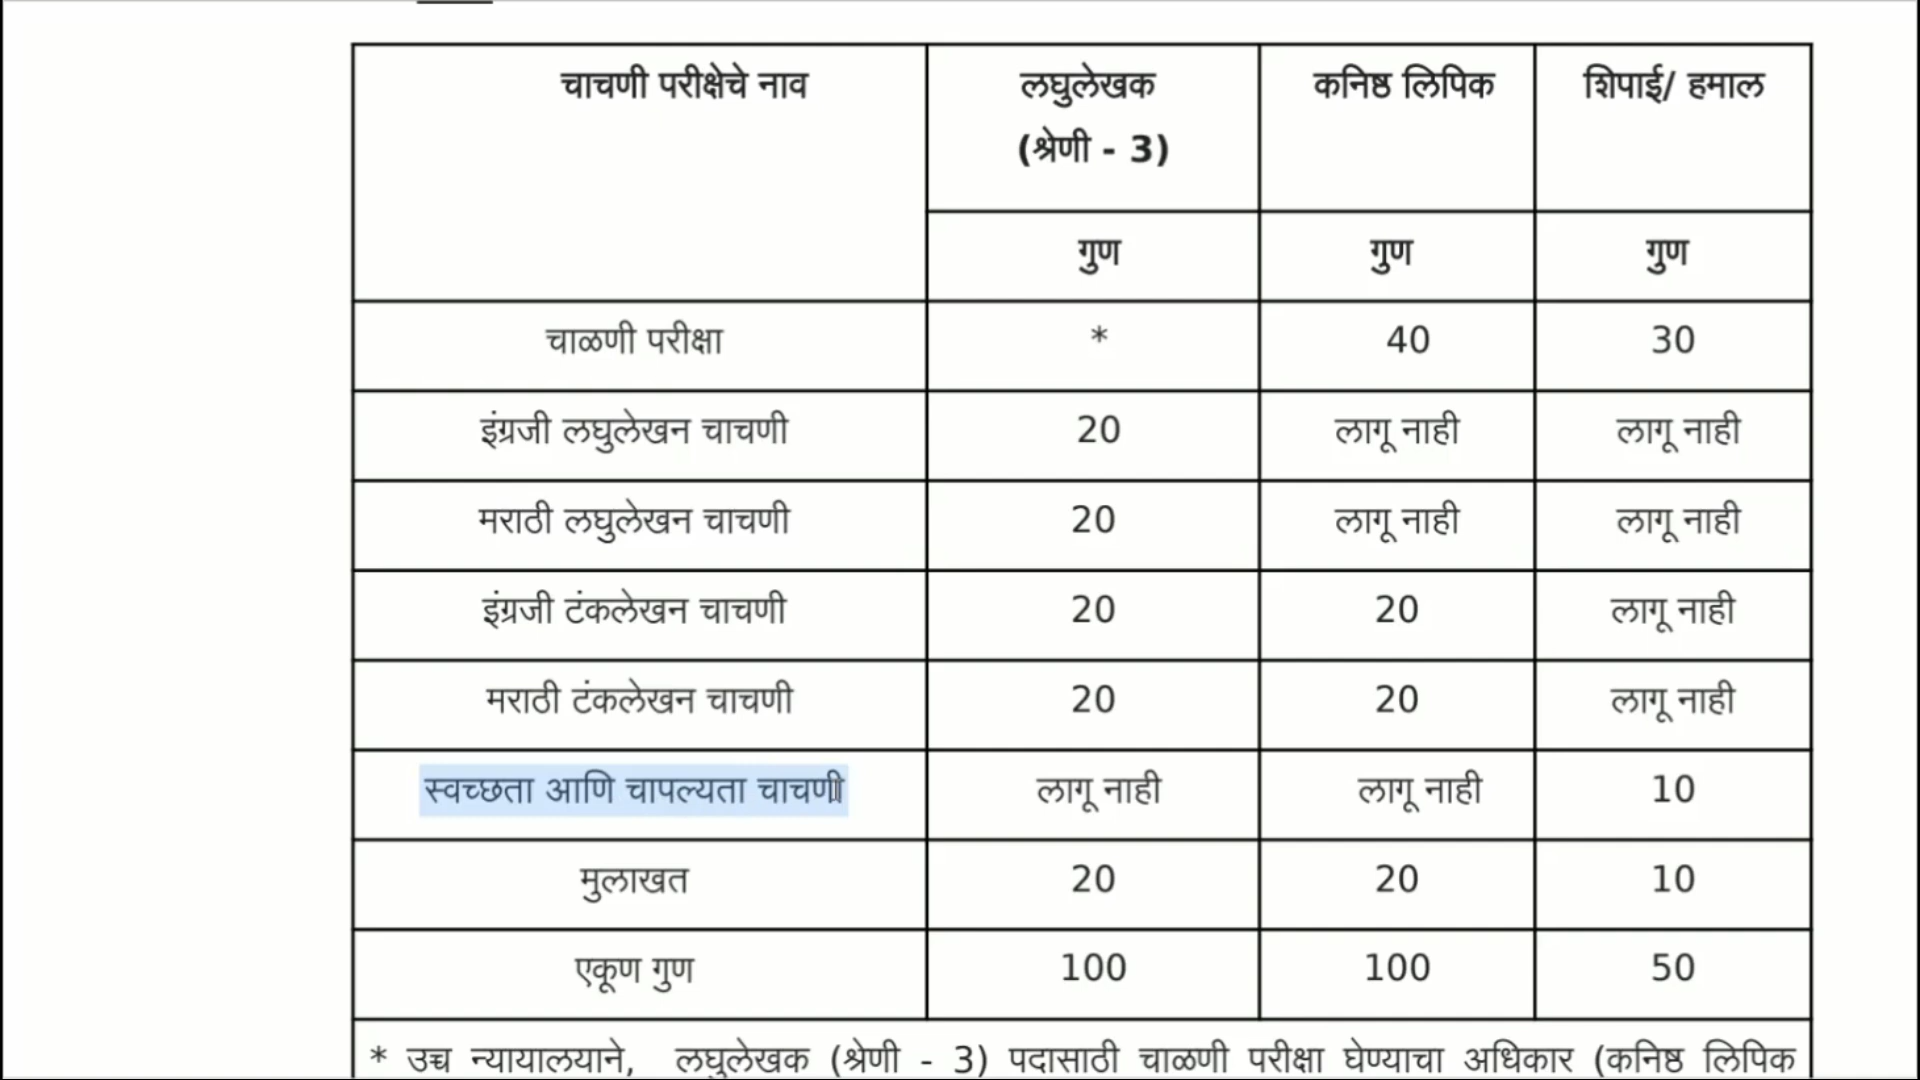 चाचणी परीक्षेचे नाव लघुलेखक कनिष्ठ लिपिक शिपाई/ हमाल
(श्रेणी - 3)
गुण गुण गुण
चाळणी परीक्षा * 40 30
इंग्रजी लघुलेखन चाचणी 20 लागू नाही लागू नाही
मराठी लघुलेखन चाचणी 20 लागू नाही लागू नाही
इंग्रजी टंकलेखन चाचणी 20 20 लागू नाही
मराठी टंकलेखन चाचणी 20 20 लागू नाही
स्वच्छता आणि चापल्यता चाचणी लागू नाही लागू नाही 10
मुलाखत 20 20 10
एकूण गुण 100 100 50
* उच्च न्यायालयाने, लघुलेखक (श्रेणी - 3) पदासाठी चाळणी परीक्षा घेण्याचा अधिकार (कनिष्ठ लिपिक